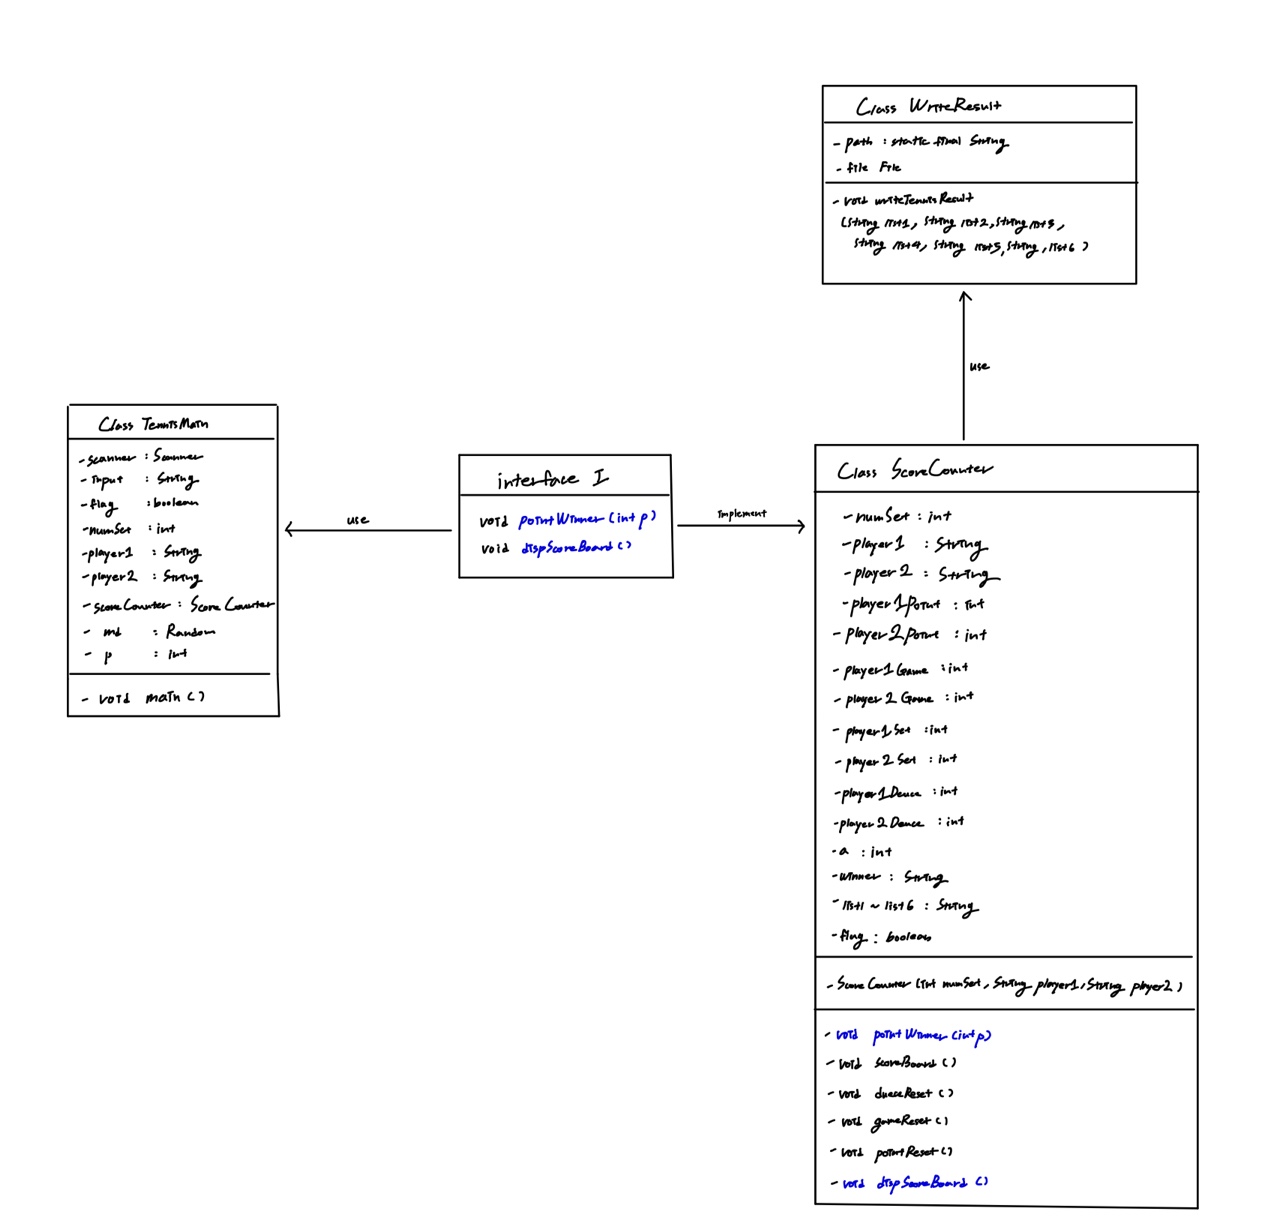 Class WriteResult
- path : static final String
- file File
- void writeTennisResult
(String list1, String list2, String list3,
String list4, String list5, String, list6 )
use
Class TennisMain
- scanner : Scanner
- input : String
- flag : boolean
- numSet : int
- player1 : String
- player2 : String
- scoreCounter : ScoreCounter
- rnd : Random
- p : int
- void main ( )
use
interface I
void pointWinner ( int p )
void dispScoreBoard ( )
implement
Class ScoreCounter
- numSet : int
- player1 : String
- player2 : String
- player1Point : int
- player2Point : int
- player1Game : int
- player2Game : int
- player1Set : int
- player2Set : int
- player1Deuce : int
- player2Deuce : int
- a : int
- winner : String
- list1 ~ list6 : String
- flag : boolean
- ScoreCounter (int numSet, String player1, String player2 )
- void pointWinner (int p)
- void scoreBoard ( )
- void dueceReset ( )
- void gameReset ( )
- void pointReset ( )
- void dispScoreBoard ( )